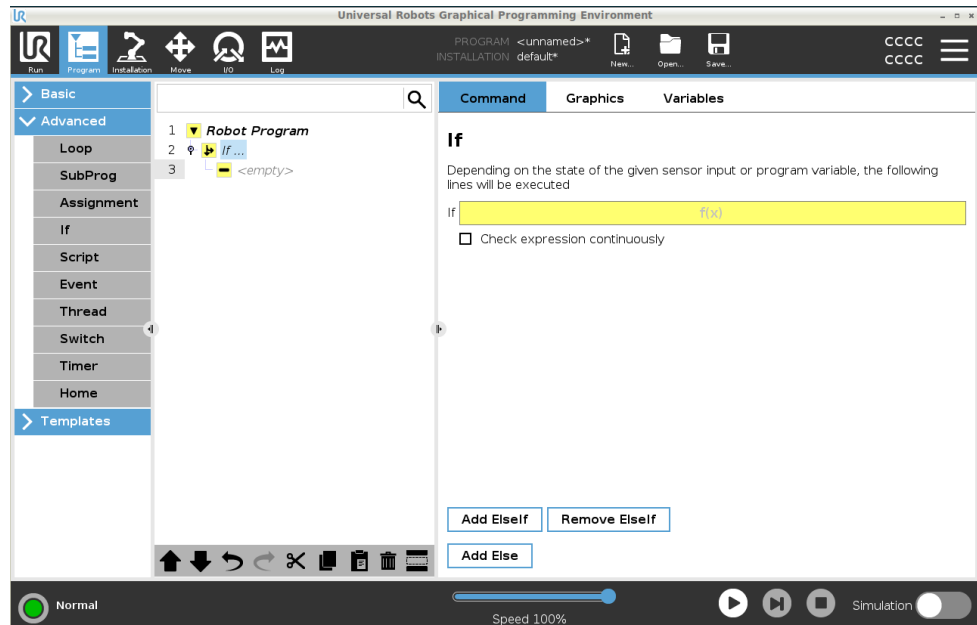 UR
Universal Robots Graphical Programming Environment
UR
Run
Program
Installation
Move
I/O
Log
PROGRAM <unnamed>*
INSTALLATION default*
New...
Open...
Save...
CCCC
CCCC
Basic
Advanced
Loop
SubProg
Assignment
If
Script
Event
Thread
Switch
Timer
Home
Templates
1 Robot Program
2 If ...
3 <empty>
Command Graphics Variables
If
Depending on the state of the given sensor input or program variable, the following
lines will be executed
If f(x)
Check expression continuously
Add ElseIf Remove ElseIf
Add Else
Normal
Speed 100%
Simulation